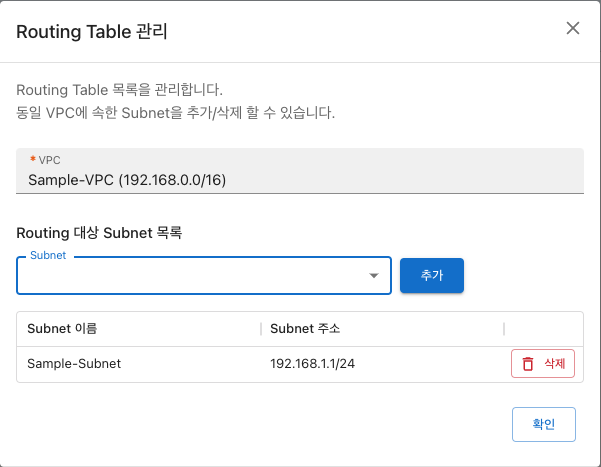 Routing Table 관리
Routing Table 목록을 관리합니다.
동일 VPC에 속한 Subnet을 추가/삭제 할 수 있습니다.
* VPC
Sample-VPC (192.168.0.0/16)
Routing 대상 Subnet 목록
Subnet
추가
Subnet 이름 Subnet 주소
Sample-Subnet 192.168.1.1/24 삭제
확인